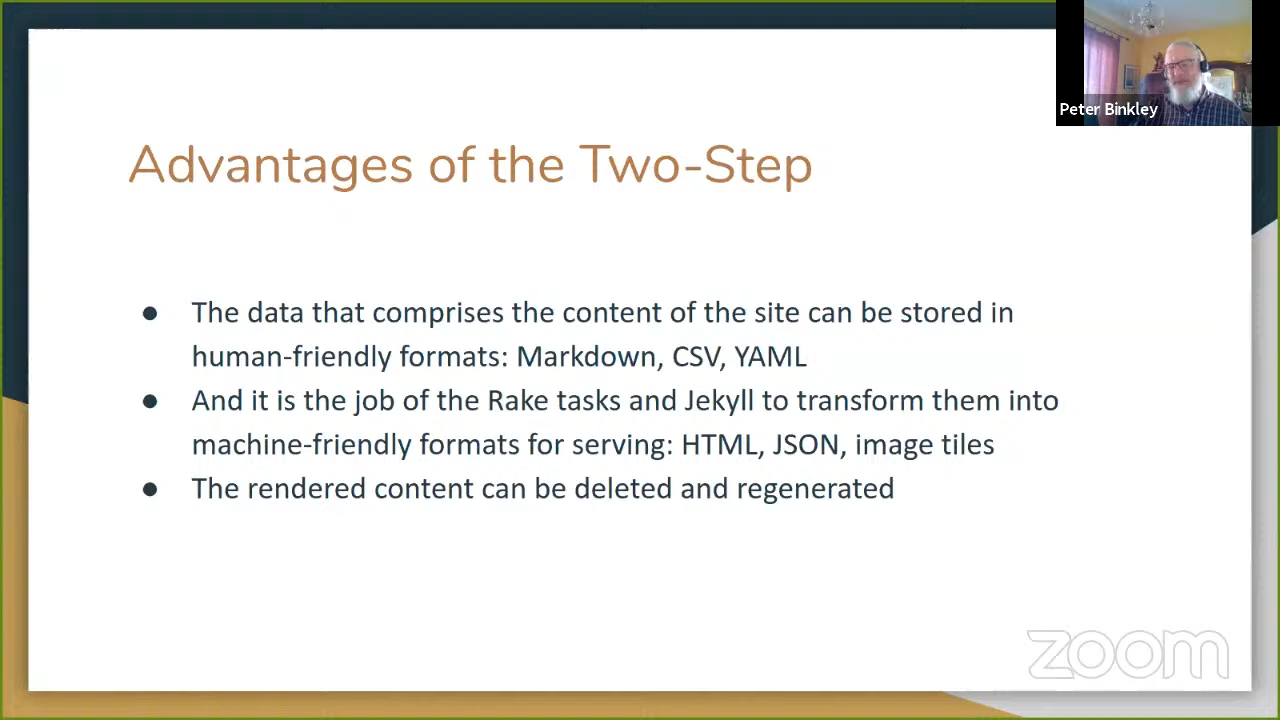 Peter Binkley
Advantages of the Two-Step
● The data that comprises the content of the site can be stored in
human-friendly formats: Markdown, CSV, YAML
● And it is the job of the Rake tasks and Jekyll to transform them into
machine-friendly formats for serving: HTML, JSON, image tiles
● The rendered content can be deleted and regenerated
zoom